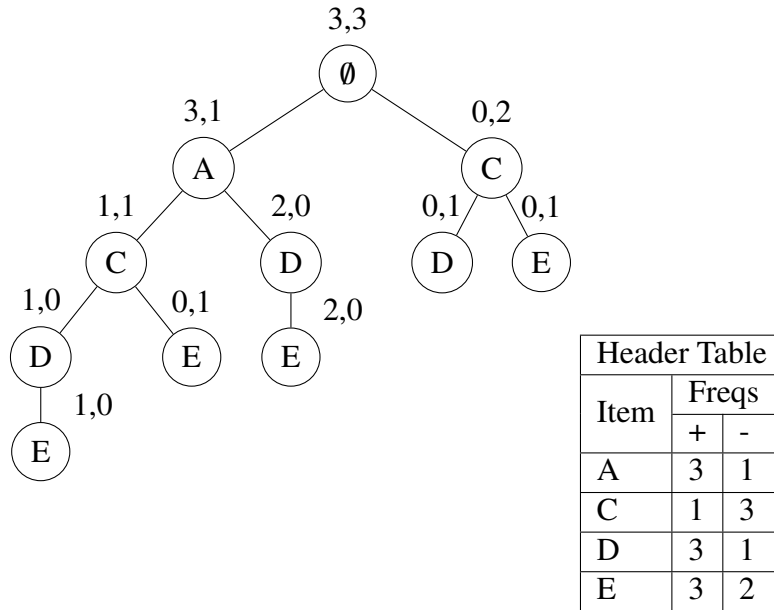 3,3
∅
3,1
0,2
A
C
1,1
2,0
0,1
0,1
C
D
D
E
1,0
0,1
2,0
D
E
E
1,0
E
Header Table
Item Freqs
+ -
A 3 1
C 1 3
D 3 1
E 3 2